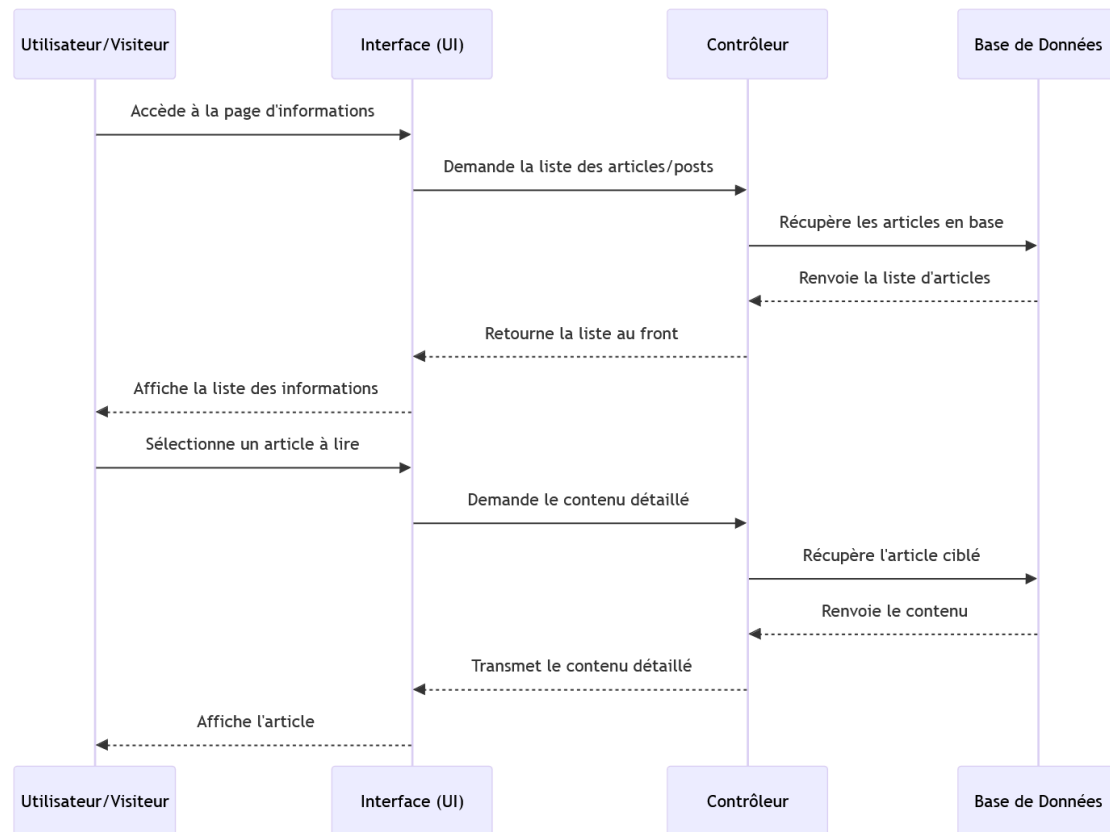 Utilisateur/Visiteur
Interface (UI)
Contrôleur
Base de Données
Accède à la page d'informations
Demande la liste des articles/posts
Récupère les articles en base
Renvoie la liste d'articles
Retourne la liste au front
Affiche la liste des informations
Sélectionne un article à lire
Demande le contenu détaillé
Récupère l'article ciblé
Renvoie le contenu
Transmet le contenu détaillé
Affiche l'article
Utilisateur/Visiteur
Interface (UI)
Contrôleur
Base de Données